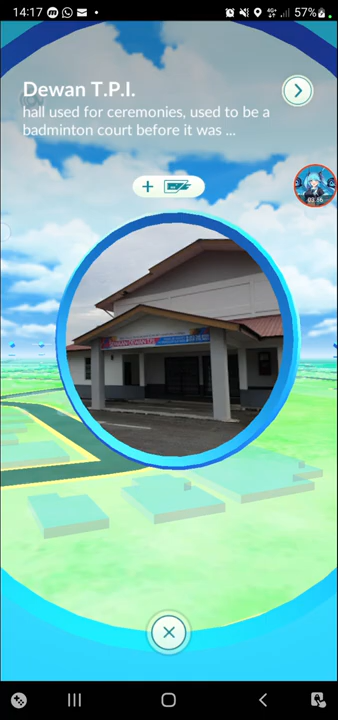 14:17
57%
Dewan T.P.I.
hall used for ceremonies, used to be a
badminton court before it was ...